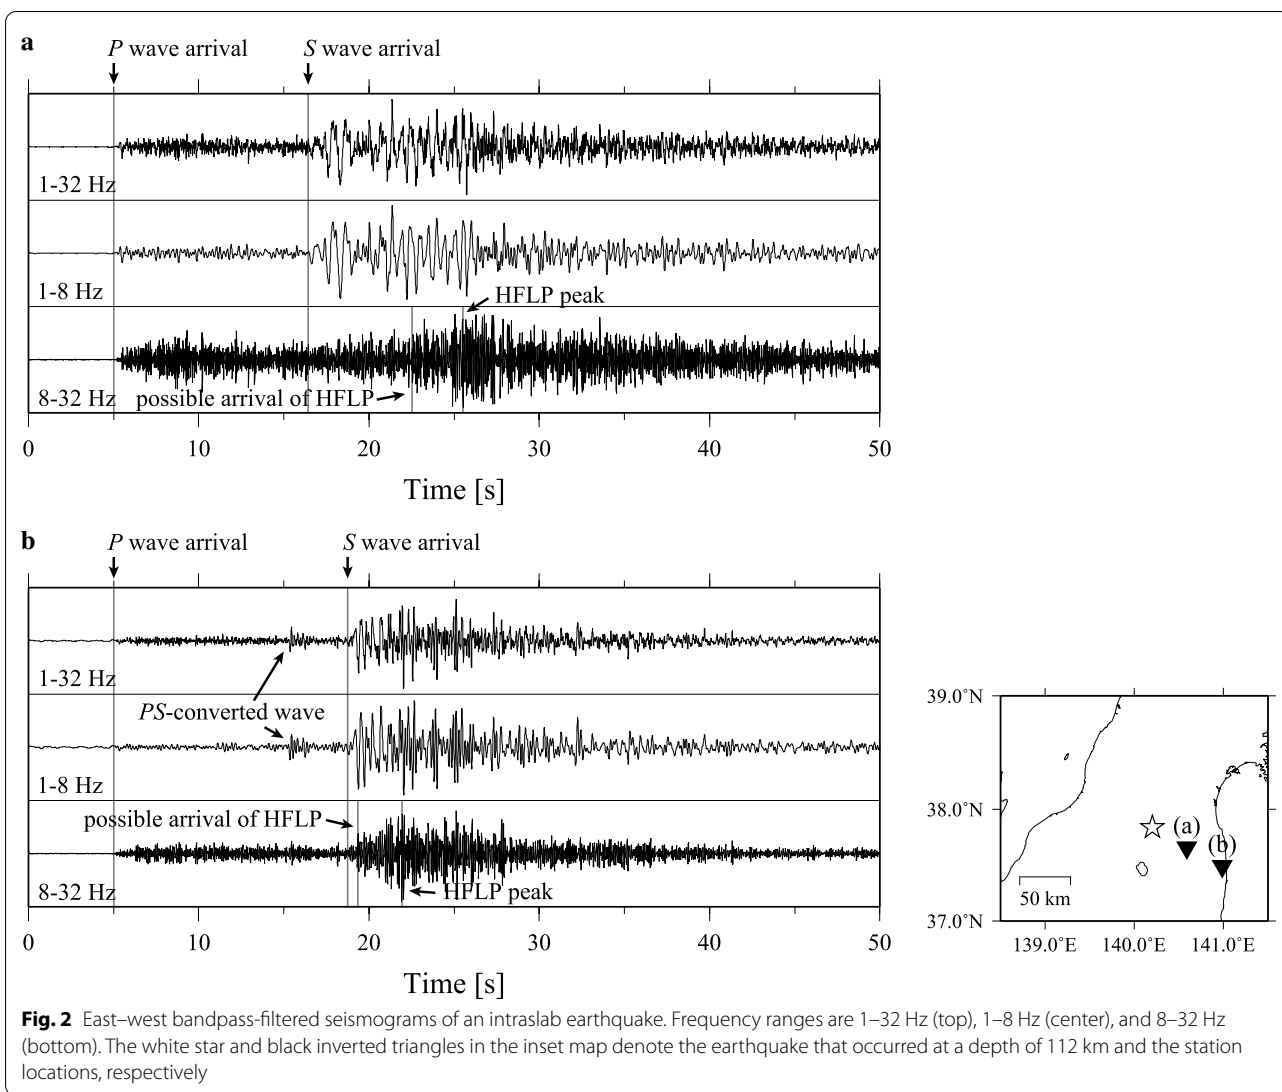 a
P wave arrival
S wave arrival
1-32 Hz
1-8 Hz
HFLP peak
8-32 Hz
possible arrival of HFLP
0 10 20 30 40 50
Time [s]
b
P wave arrival
S wave arrival
1-32 Hz
PS-converted wave
1-8 Hz
possible arrival of HFLP
8-32 Hz
HFLP peak
0 10 20 30 40 50
Time [s]
39.0˚N
38.0˚N
(a)
(b)
50 km
37.0˚N
139.0˚E 140.0˚E 141.0˚E
Fig. 2 East–west bandpass-filtered seismograms of an intraslab earthquake. Frequency ranges are 1–32 Hz (top), 1–8 Hz (center), and 8–32 Hz
(bottom). The white star and black inverted triangles in the inset map denote the earthquake that occurred at a depth of 112 km and the station
locations, respectively